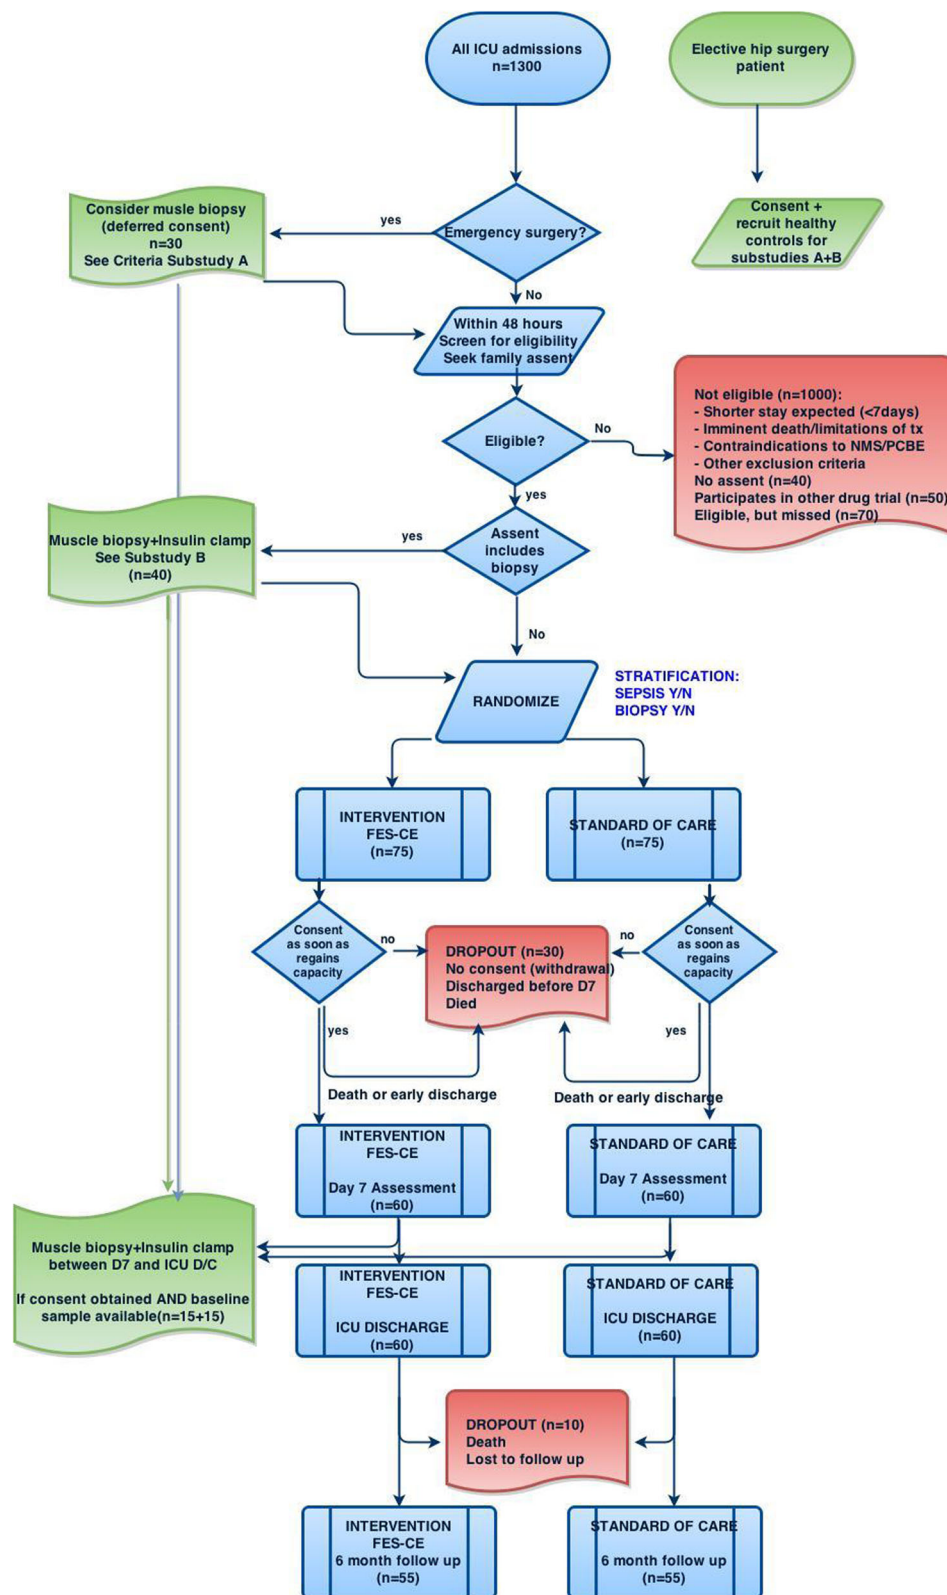 All ICU admissions
n=1300
Elective hip surgery
patient
Consider musle biopsy
(deferred consent)
n=30
See Criteria Substudy A
yes
Emergency surgery?
Consent +
recruit healthy
controls for
substudies A+B
No
Within 48 hours
Screen for eligibility
Seek family assent
Not eligible (n=1000):
- Shorter stay expected (<7days)
- Imminent death/limitations of tx
- Contraindications to NMS/PCBE
- Other exclusion criteria
No assent (n=40)
Participates in other drug trial (n=50)
Eligible, but missed (n=70)
Eligible?
No
yes
Muscle biopsy+Insulin clamp
See Substudy B
(n=40)
yes
Assent
includes
biopsy
No
RANDOMIZE
STRATIFICATION:
SEPSIS Y/N
BIOPSY Y/N
INTERVENTION
FES-CE
(n=75)
STANDARD OF CARE
(n=75)
Consent
as soon as
regains
capacity
no
DROPOUT (n=30)
No consent (withdrawal)
Discharged before D7
Died
no
Consent
as soon as
regains
capacity
yes
yes
Death or early discharge
Death or early discharge
INTERVENTION
FES-CE
Day 7 Assessment
(n=60)
STANDARD OF CARE
Day 7 Assessment
(n=60)
Muscle biopsy+Insulin clamp
between D7 and ICU D/C
If consent obtained AND baseline
sample available(n=15+15)
INTERVENTION
FES-CE
ICU DISCHARGE
(n=60)
STANDARD OF CARE
ICU DISCHARGE
(n=60)
DROPOUT (n=10)
Death
Lost to follow up
INTERVENTION
FES-CE
6 month follow up
(n=55)
STANDARD OF CARE
6 month follow up
(n=55)